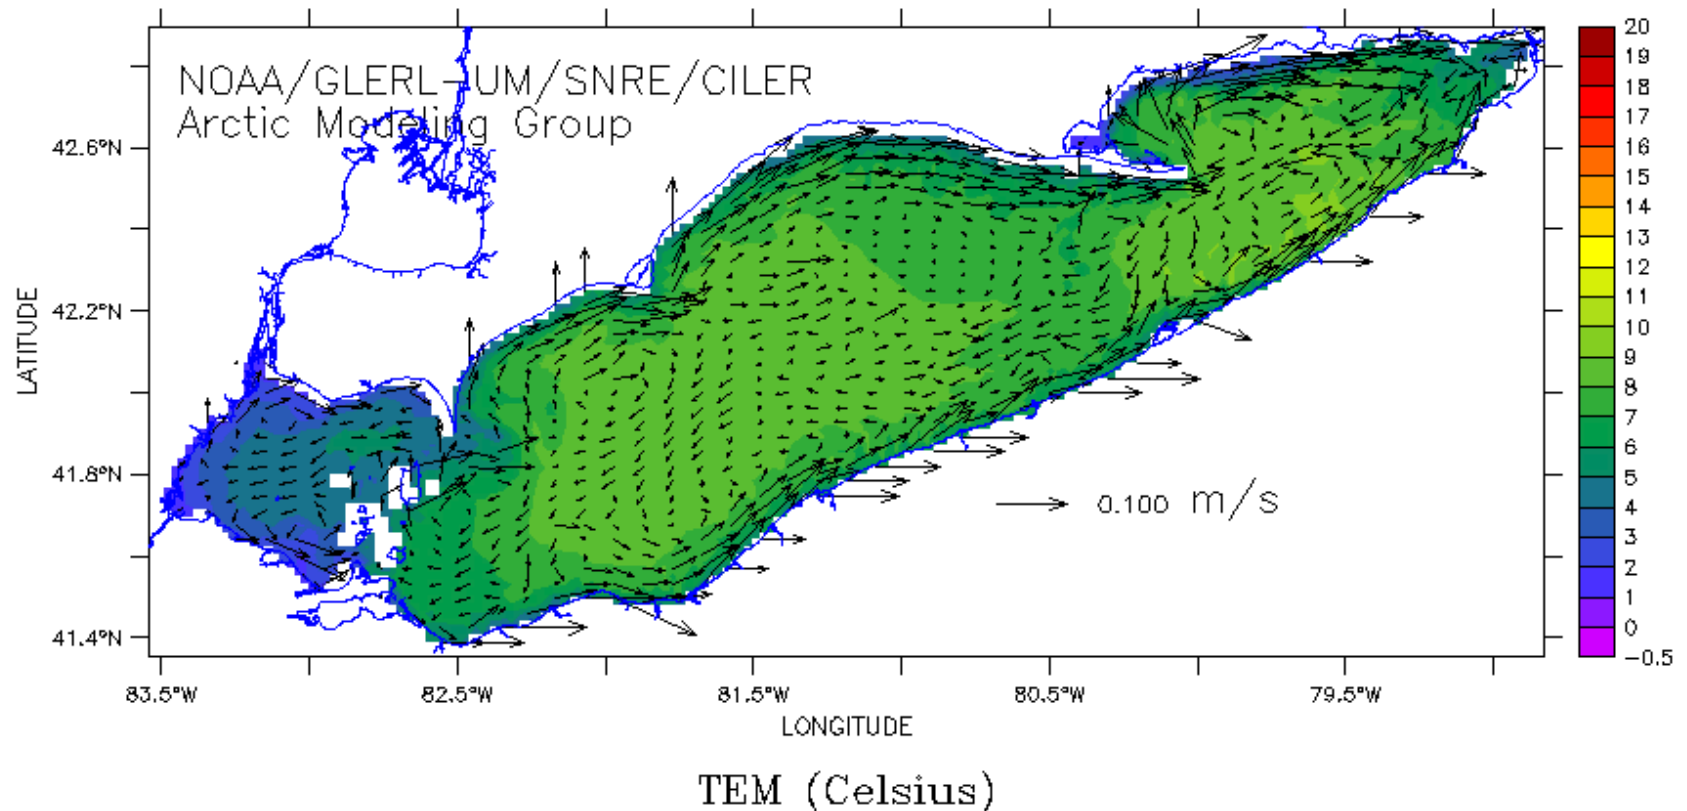 NOAA/GLERL-UM/SNRE/CILER
Arctic Modeling Group
LATITUDE
42.6°N
42.2°N
41.8°N
41.4°N
0.100 m/s
83.5°W 82.5°W 81.5°W 80.5°W 79.5°W
LONGITUDE
TEM (Celsius)
20
19
18
17
16
15
14
13
12
11
10
9
8
7
6
5
4
3
2
1
0
-0.5